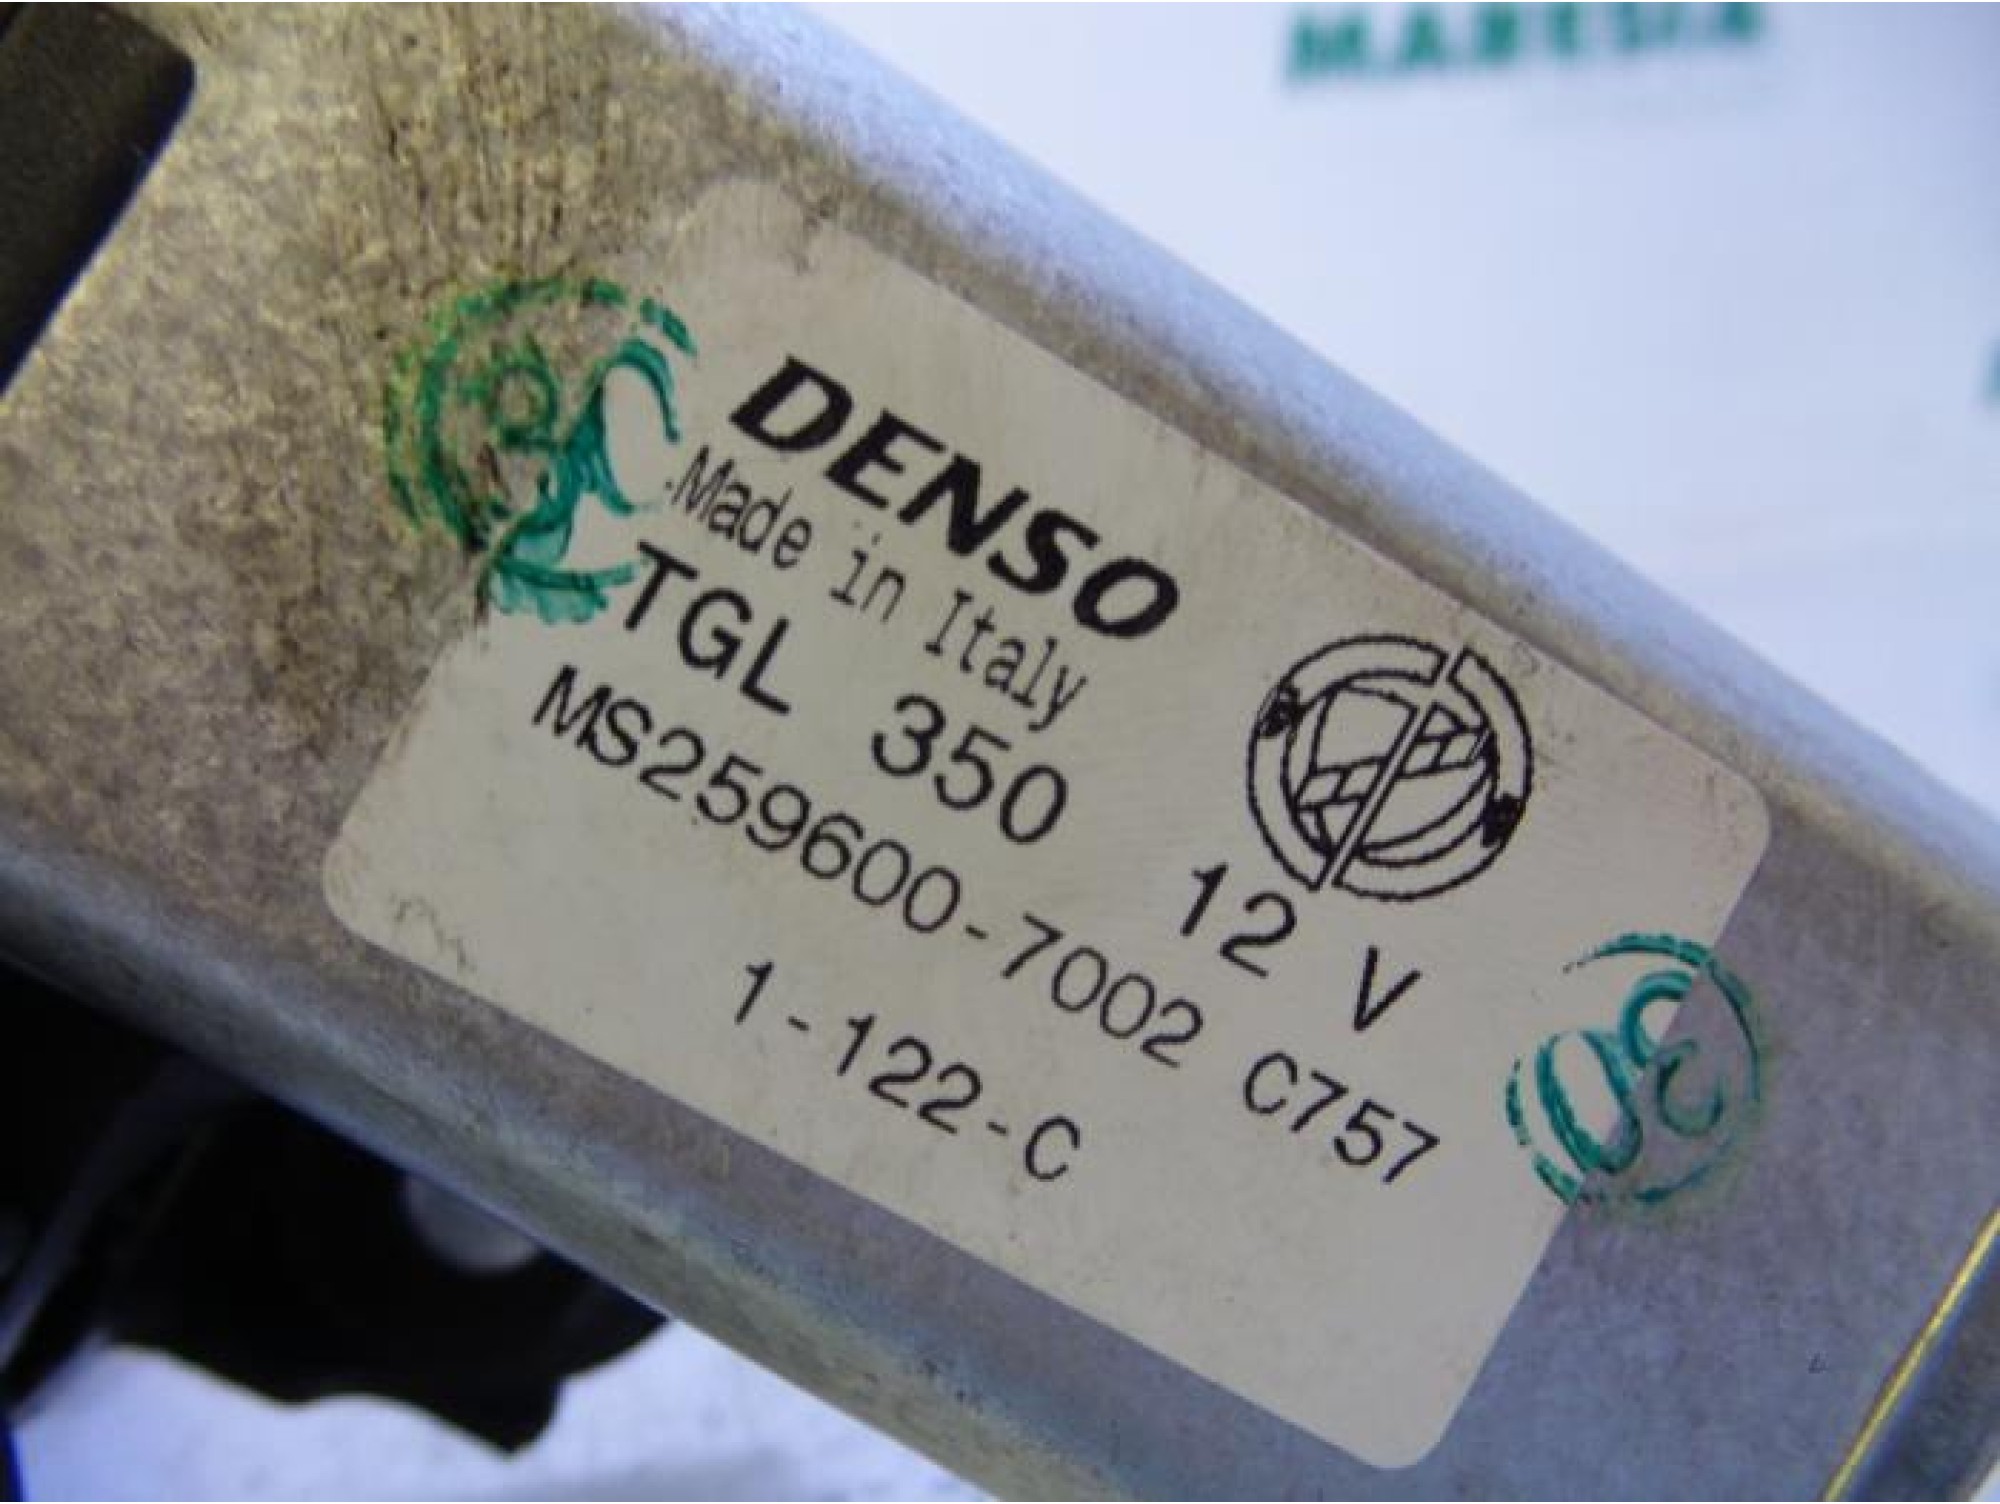 DENSO
Made in Italy
TGL 350 12 V
MS259600-7002 C757
1-122-C